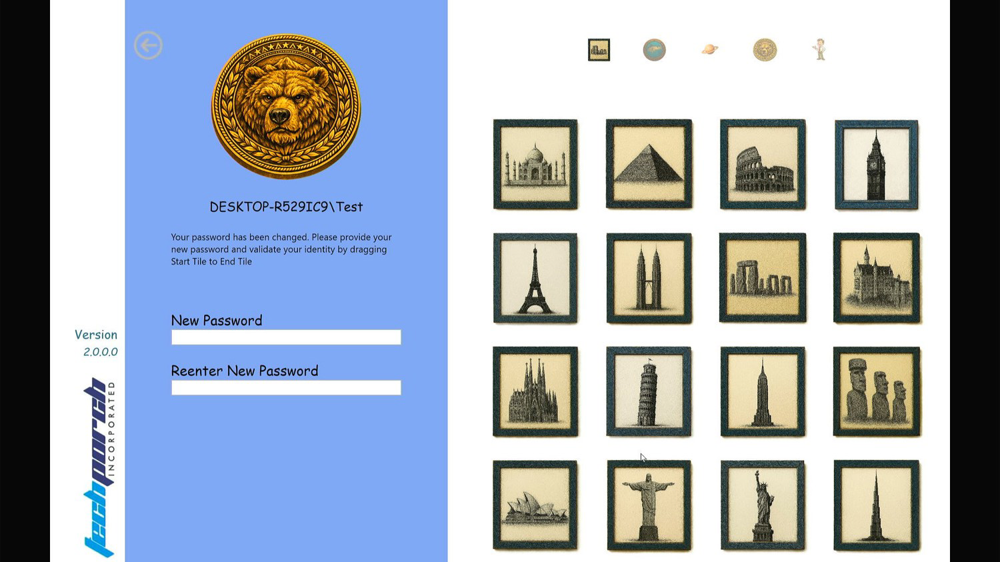 DESKTOP-R529IC9\Test
Your password has been changed. Please provide your
new password and validate your identity by dragging
Start Tile to End Tile
New Password
Reenter New Password
Version
2.0.0.0
techporch
INCORPORATED